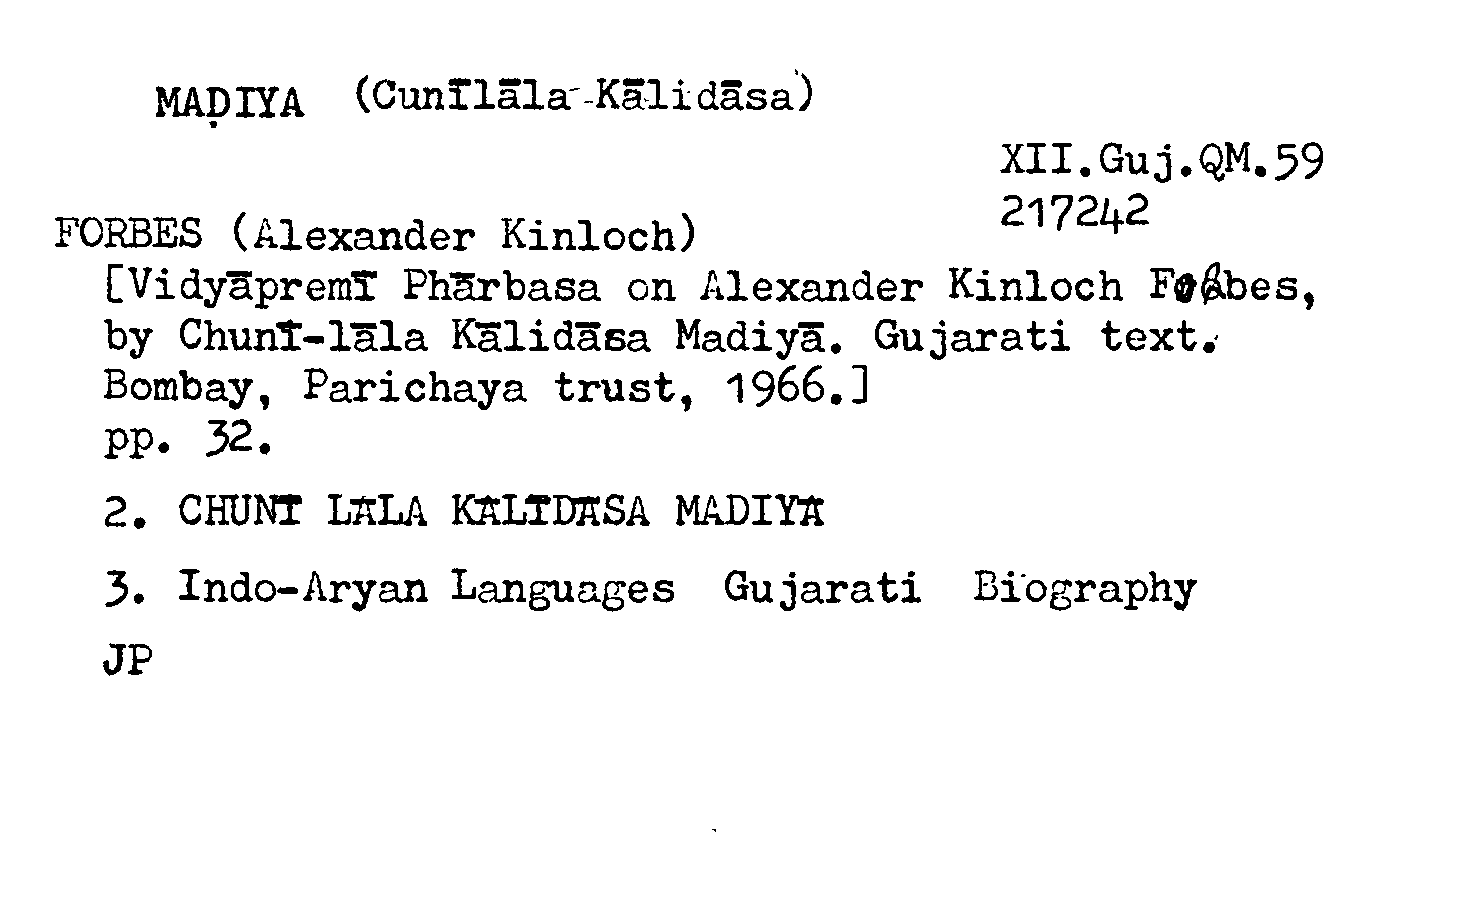 MAḌIYA (Cunīlāla Kālidāsa)
XII.Guj.QM.59
217242
FORBES (Alexander Kinloch)
[Vidyāpremī Phārbasa on Alexander Kinloch Forbes,
by Chunī-lāla Kālidāsa Madiyā. Gujarati text.
Bombay, Parichaya trust, 1966.]
pp. 32.
2. CHUNĪ LĀLA KĀLĪDĀSA MADIYĀ
3. Indo-Aryan Languages Gujarati Biography
JP